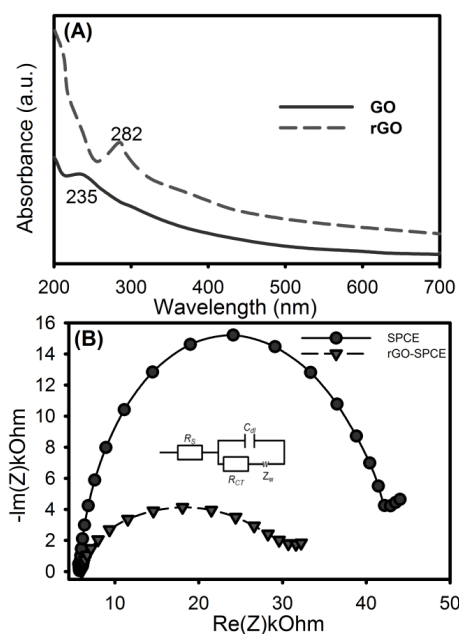 (A)
Absorbance (a.u.)
GO
rGO
282
235
200 300 400 500 600 700
Wavelength (nm)
(B)
SPCE
rGO-SPCE
16
14
12
10
8
6
4
2
0
-Im(Z)kOhm
Rs
Cdl
RCT
Zw
10 20 30 40 50
Re(Z)kOhm